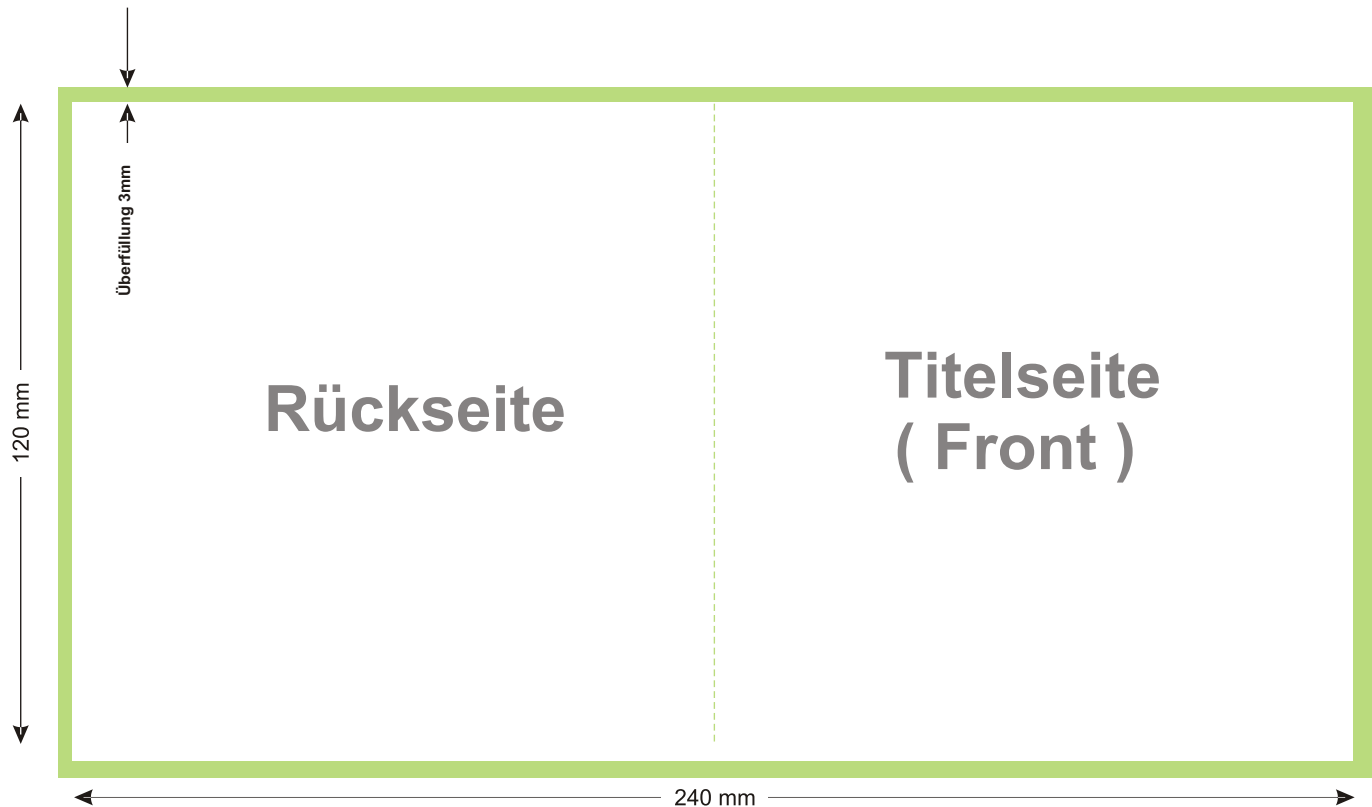 Überfüllung 3mm
120 mm
Rückseite
Titelseite
( Front )
240 mm